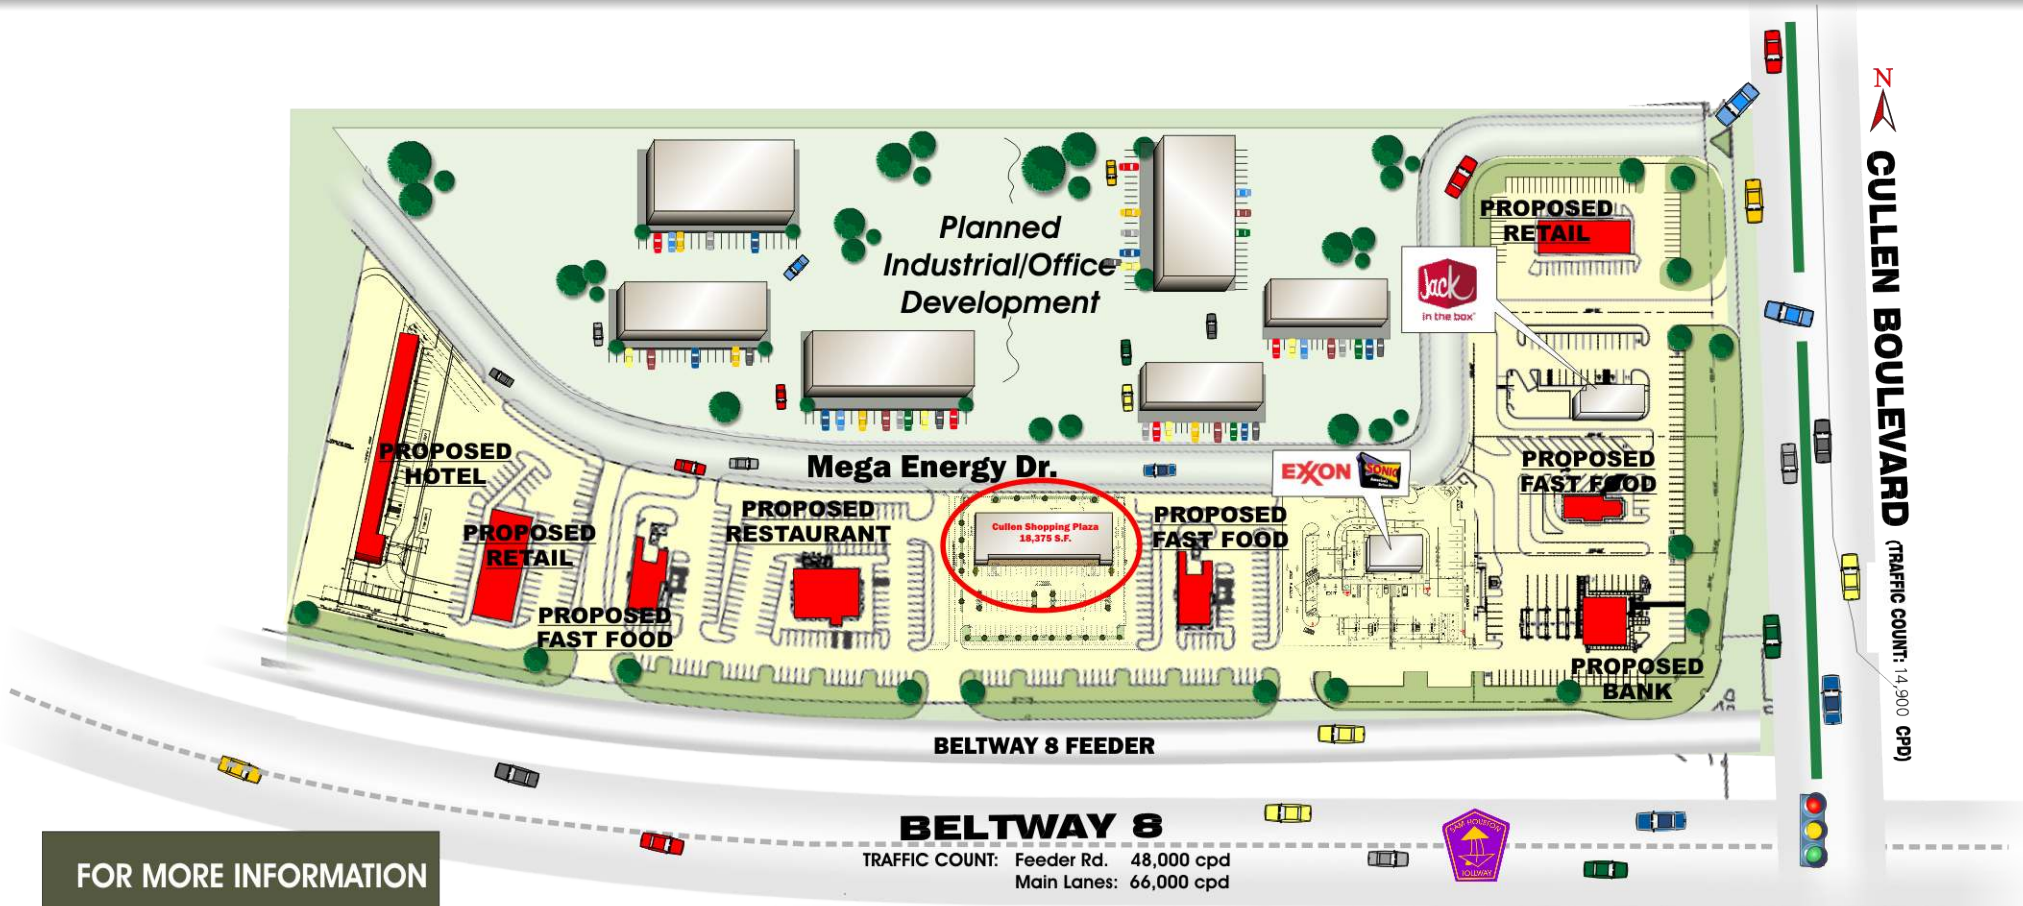 N
CULLEN BOULEVARD (TRAFFIC COUNT: 14,900 CPD)
PROPOSED
RETAIL
Planned
Industrial/Office
Development
Jack
in the box
PROPOSED
HOTEL
Mega Energy Dr.
EXXON
SONIC
PROPOSED
FAST FOOD
PROPOSED
RETAIL
PROPOSED
RESTAURANT
Cullen Shopping Plaza
18,375 S.F.
PROPOSED
FAST FOOD
PROPOSED
FAST FOOD
PROPOSED
BANK
BELTWAY 8 FEEDER
BELTWAY 8
TRAFFIC COUNT: Feeder Rd. 48,000 cpd
Main Lanes: 66,000 cpd
SAM HOUSTON
TOLLWAY
FOR MORE INFORMATION